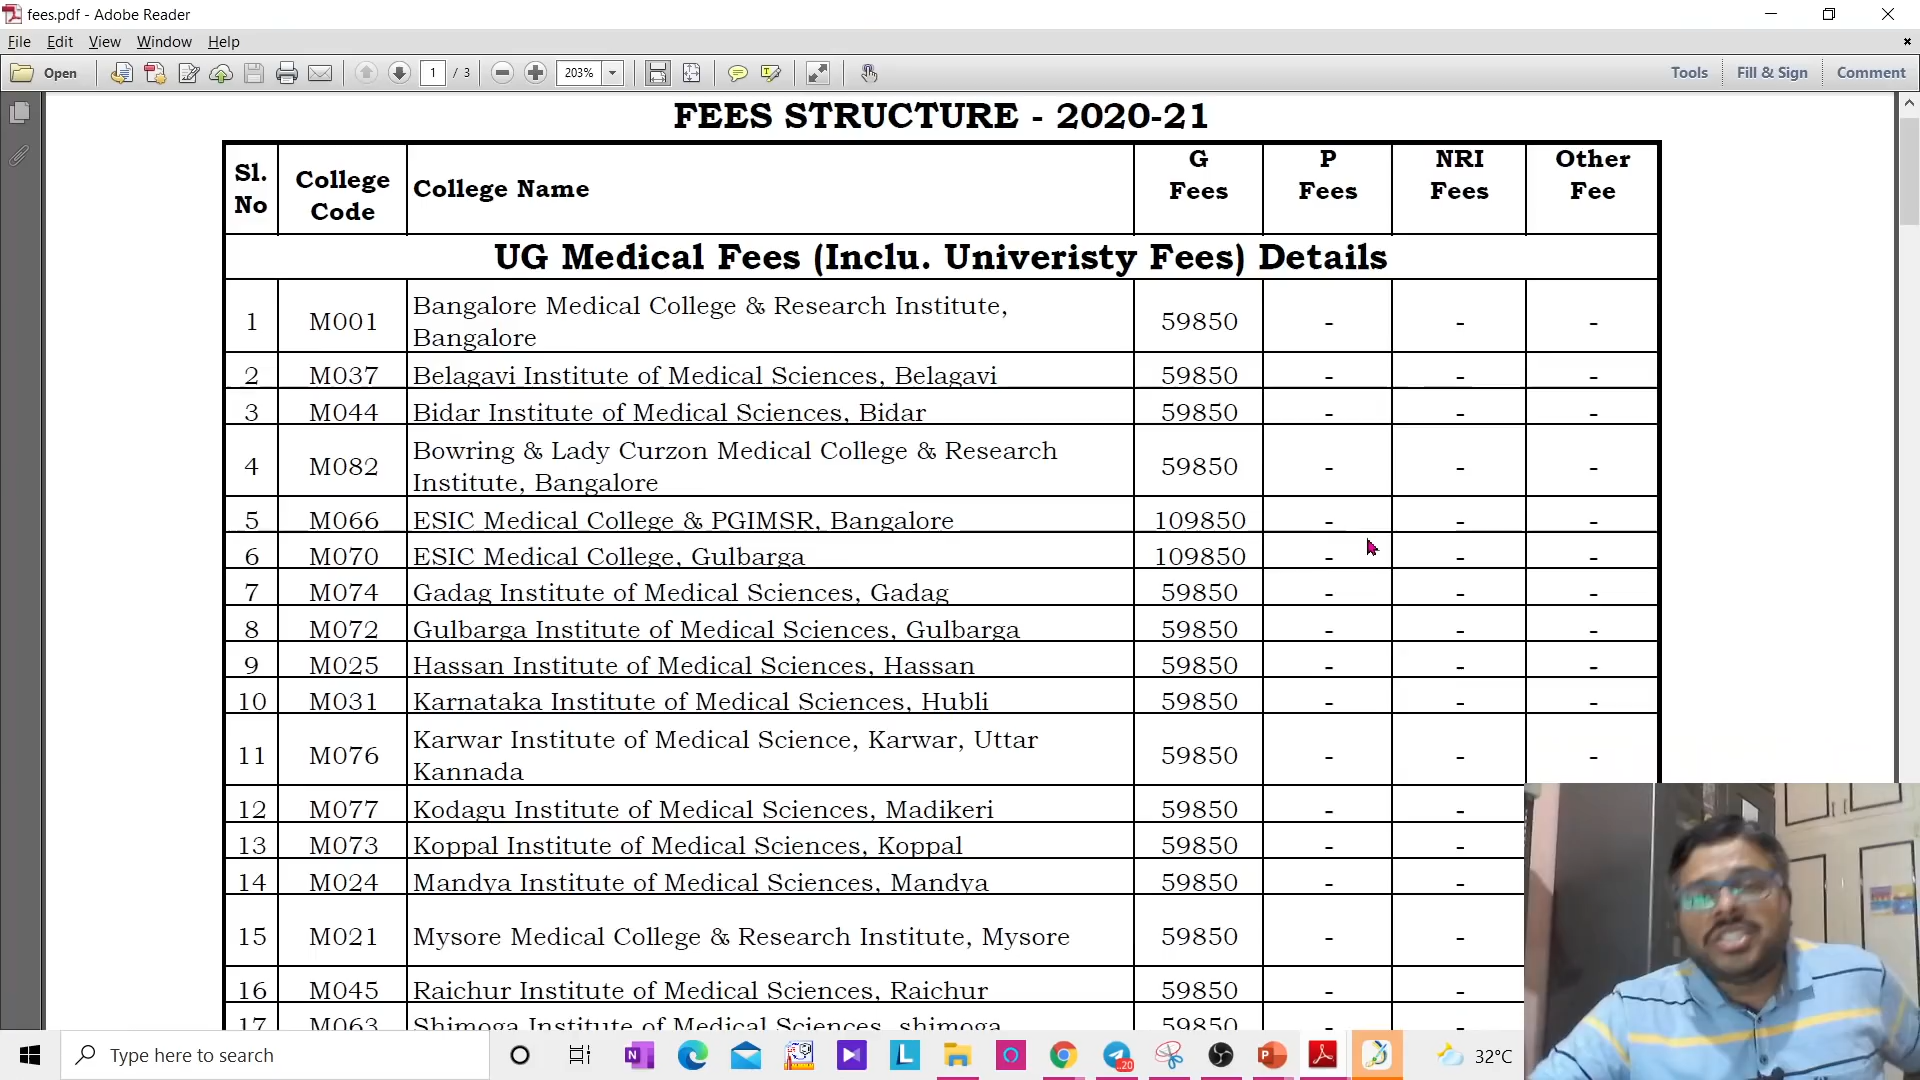 fees.pdf - Adobe Reader
File Edit View Window Help
Open 1 / 3 203% Tools Fill & Sign Comment
FEES STRUCTURE - 2020-21
Sl. No College Code College Name G Fees P Fees NRI Fees Other Fee
UG Medical Fees (Inclu. Univeristy Fees) Details
1 M001 Bangalore Medical College & Research Institute, Bangalore 59850 - - -
2 M037 Belagavi Institute of Medical Sciences, Belagavi 59850 - - -
3 M044 Bidar Institute of Medical Sciences, Bidar 59850 - - -
4 M082 Bowring & Lady Curzon Medical College & Research Institute, Bangalore 59850 - - -
5 M066 ESIC Medical College & PGIMSR, Bangalore 109850 - - -
6 M070 ESIC Medical College, Gulbarga 109850 - - -
7 M074 Gadag Institute of Medical Sciences, Gadag 59850 - - -
8 M072 Gulbarga Institute of Medical Sciences, Gulbarga 59850 - - -
9 M025 Hassan Institute of Medical Sciences, Hassan 59850 - - -
10 M031 Karnataka Institute of Medical Sciences, Hubli 59850 - - -
11 M076 Karwar Institute of Medical Science, Karwar, Uttar Kannada 59850 - - -
12 M077 Kodagu Institute of Medical Sciences, Madikeri 59850 - -
13 M073 Koppal Institute of Medical Sciences, Koppal 59850 - -
14 M024 Mandya Institute of Medical Sciences, Mandya 59850 - -
15 M021 Mysore Medical College & Research Institute, Mysore 59850 - -
16 M045 Raichur Institute of Medical Sciences, Raichur 59850 - -
17 M063 Shimoga Institute of Medical Sciences, shimoga 59850 - -
Type here to search 20 32°C